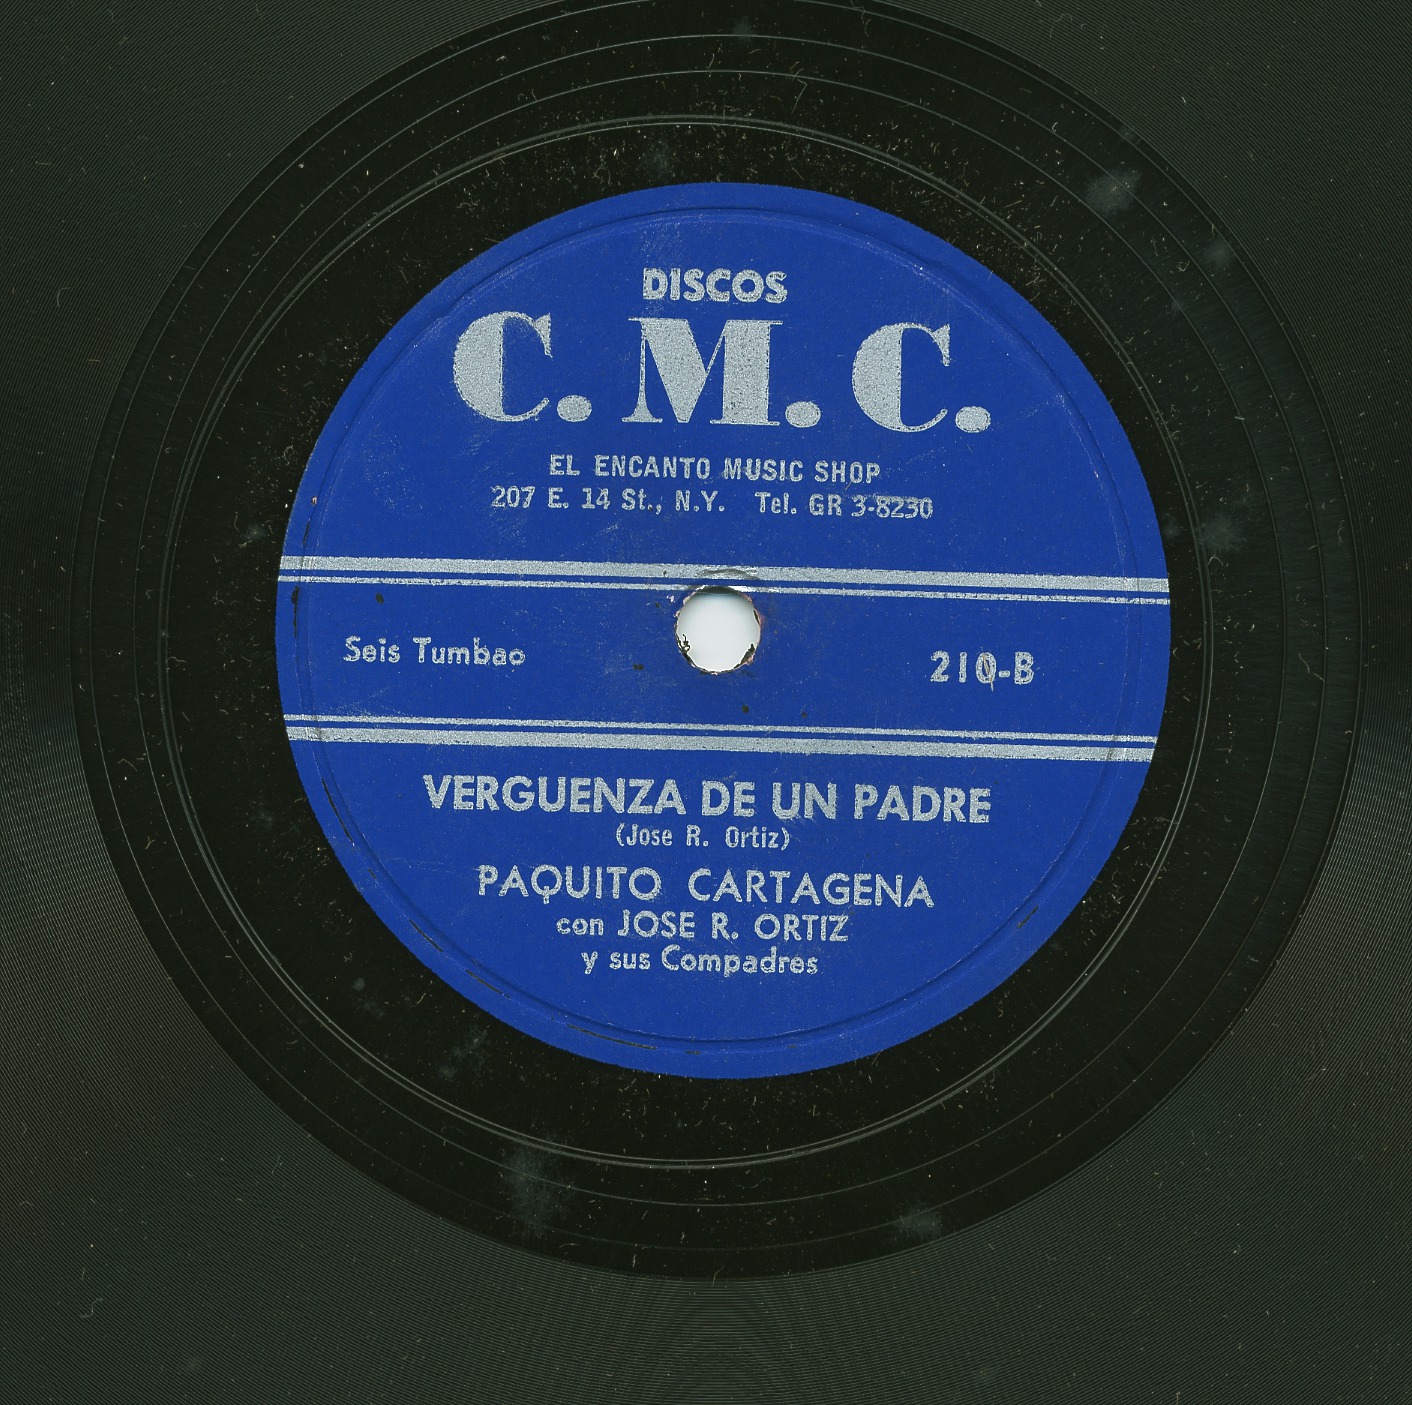 DISCOS
C. M. C.
EL ENCANTO MUSIC SHOP
207 E. 14 St., N.Y. Tel. GR 3-8230
Seis Tumbao 210-B
VERGUENZA DE UN PADRE
(Jose R. Ortiz)
PAQUITO CARTAGENA
con JOSE R. ORTIZ
y sus Compadres